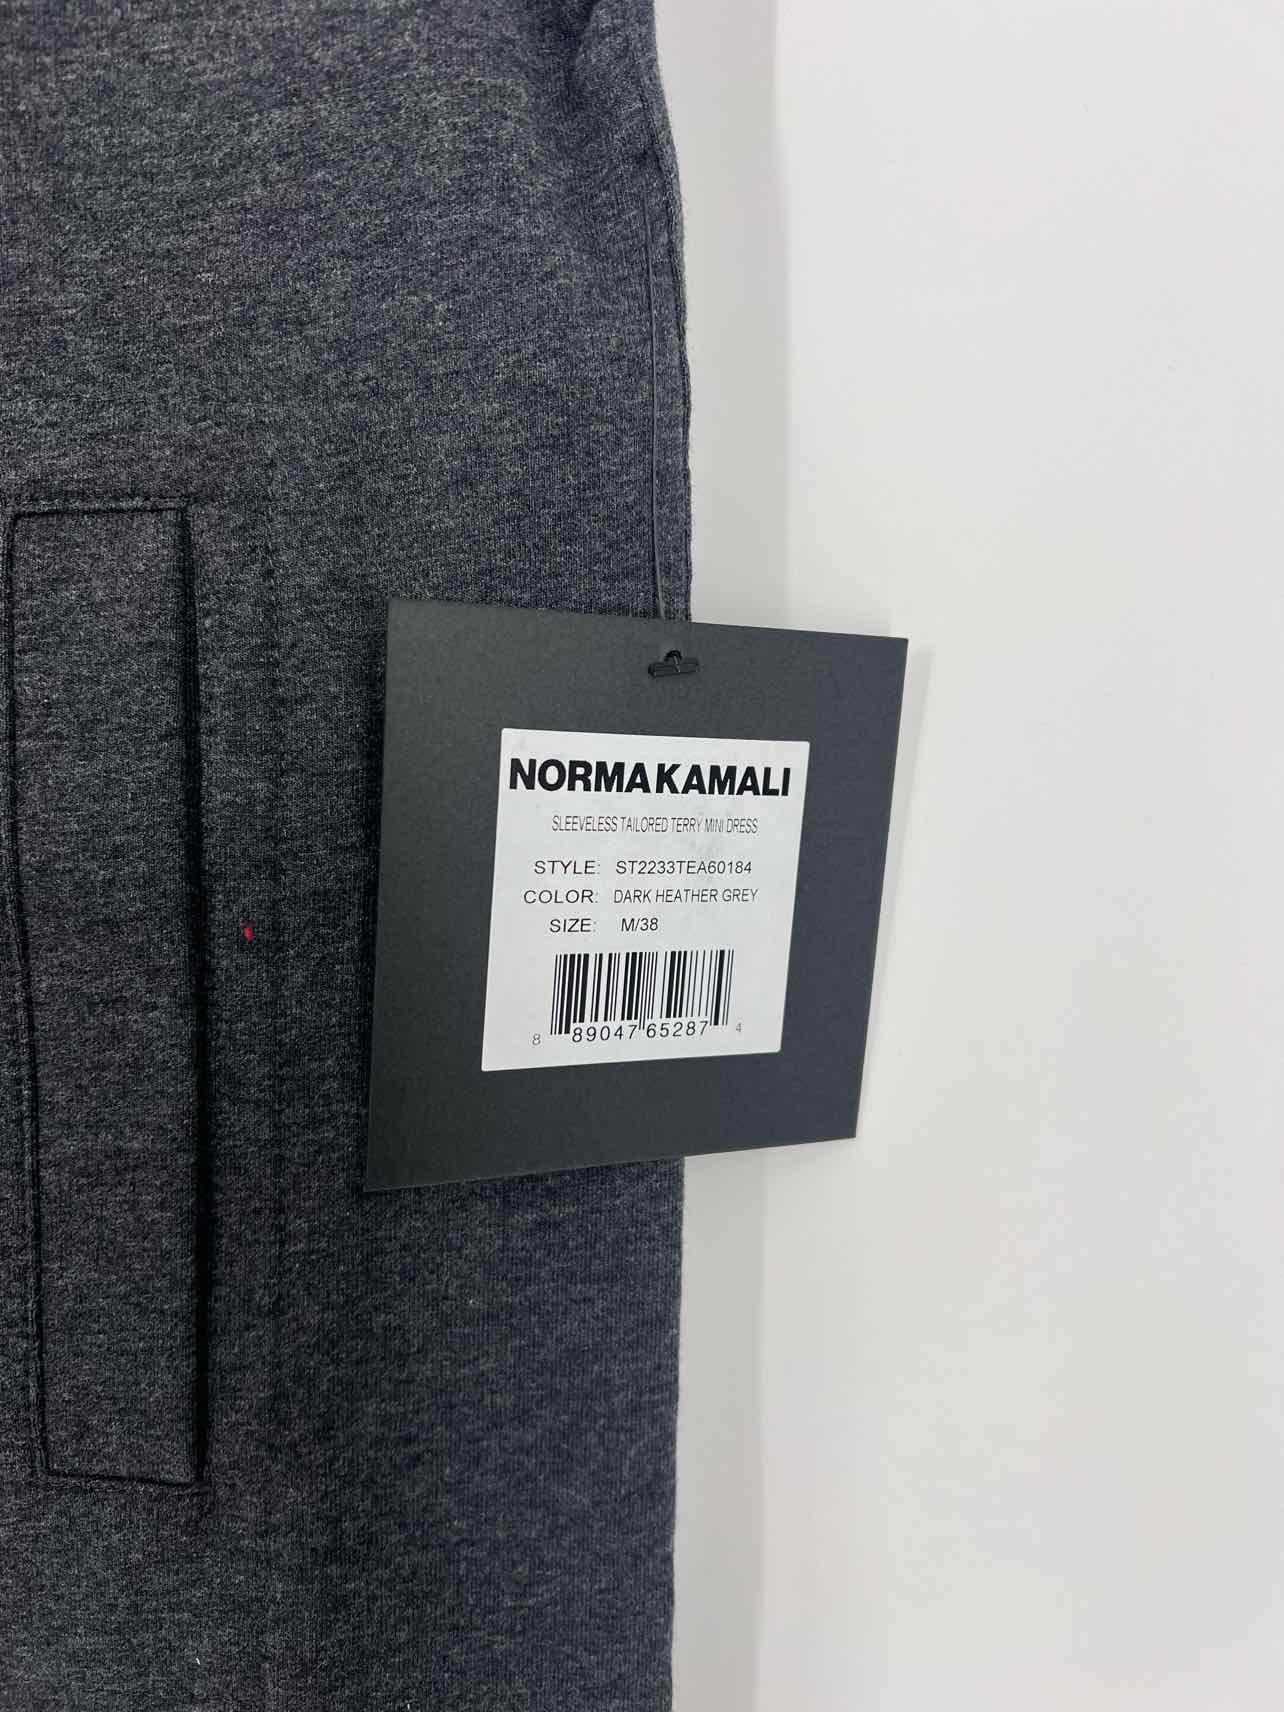 NORMA KAMALI
SLEEVELESS TAILORED TERRY MINI DRESS
STYLE: ST2233TEA60184
COLOR: DARK HEATHER GREY
SIZE: M/38
8 89047 65287 4